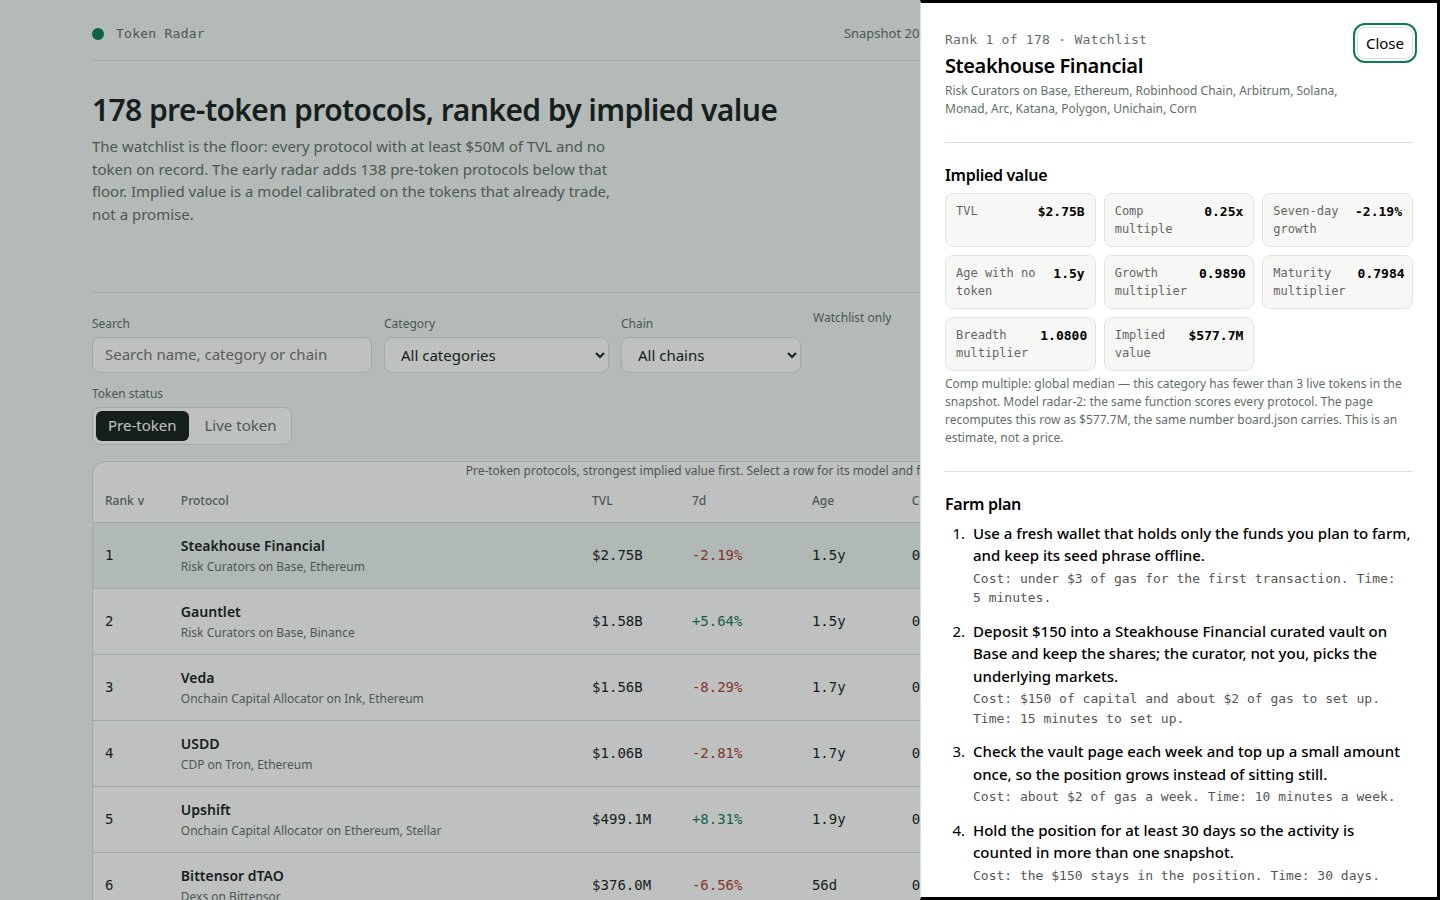 Token Radar
Snapshot 20
178 pre-token protocols, ranked by implied value
The watchlist is the floor: every protocol with at least $50M of TVL and no
token on record. The early radar adds 138 pre-token protocols below that
floor. Implied value is a model calibrated on the tokens that already trade,
not a promise.
Search
Category
Chain
Watchlist only
Search name, category or chain
All categories
All chains
Token status
Pre-token
Live token
Pre-token protocols, strongest implied value first. Select a row for its model and f
Rank v
Protocol
TVL
7d
Age
C
1
Steakhouse Financial
Risk Curators on Base, Ethereum
$2.75B
-2.19%
1.5y
0
2
Gauntlet
Risk Curators on Base, Binance
$1.58B
+5.64%
1.5y
0
3
Veda
Onchain Capital Allocator on Ink, Ethereum
$1.56B
-8.29%
1.7y
0
4
USDD
CDP on Tron, Ethereum
$1.06B
-2.81%
1.7y
0
5
Upshift
Onchain Capital Allocator on Ethereum, Stellar
$499.1M
+8.31%
1.9y
0
6
Bittensor dTAO
Dexs on Bittensor
$376.0M
-6.56%
56d
0
Rank 1 of 178 · Watchlist
Close
Steakhouse Financial
Risk Curators on Base, Ethereum, Robinhood Chain, Arbitrum, Solana,
Monad, Arc, Katana, Polygon, Unichain, Corn
Implied value
TVL
$2.75B
Comp
multiple
0.25x
Seven-day
growth
-2.19%
Age with no
token
1.5y
Growth
multiplier
0.9890
Maturity
multiplier
0.7984
Breadth
multiplier
1.0800
Implied
value
$577.7M
Comp multiple: global median — this category has fewer than 3 live tokens in the
snapshot. Model radar-2: the same function scores every protocol. The page
recomputes this row as $577.7M, the same number board.json carries. This is an
estimate, not a price.
Farm plan
1. Use a fresh wallet that holds only the funds you plan to farm,
and keep its seed phrase offline.
Cost: under $3 of gas for the first transaction. Time:
5 minutes.
2. Deposit $150 into a Steakhouse Financial curated vault on
Base and keep the shares; the curator, not you, picks the
underlying markets.
Cost: $150 of capital and about $2 of gas to set up.
Time: 15 minutes to set up.
3. Check the vault page each week and top up a small amount
once, so the position grows instead of sitting still.
Cost: about $2 of gas a week. Time: 10 minutes a week.
4. Hold the position for at least 30 days so the activity is
counted in more than one snapshot.
Cost: the $150 stays in the position. Time: 30 days.